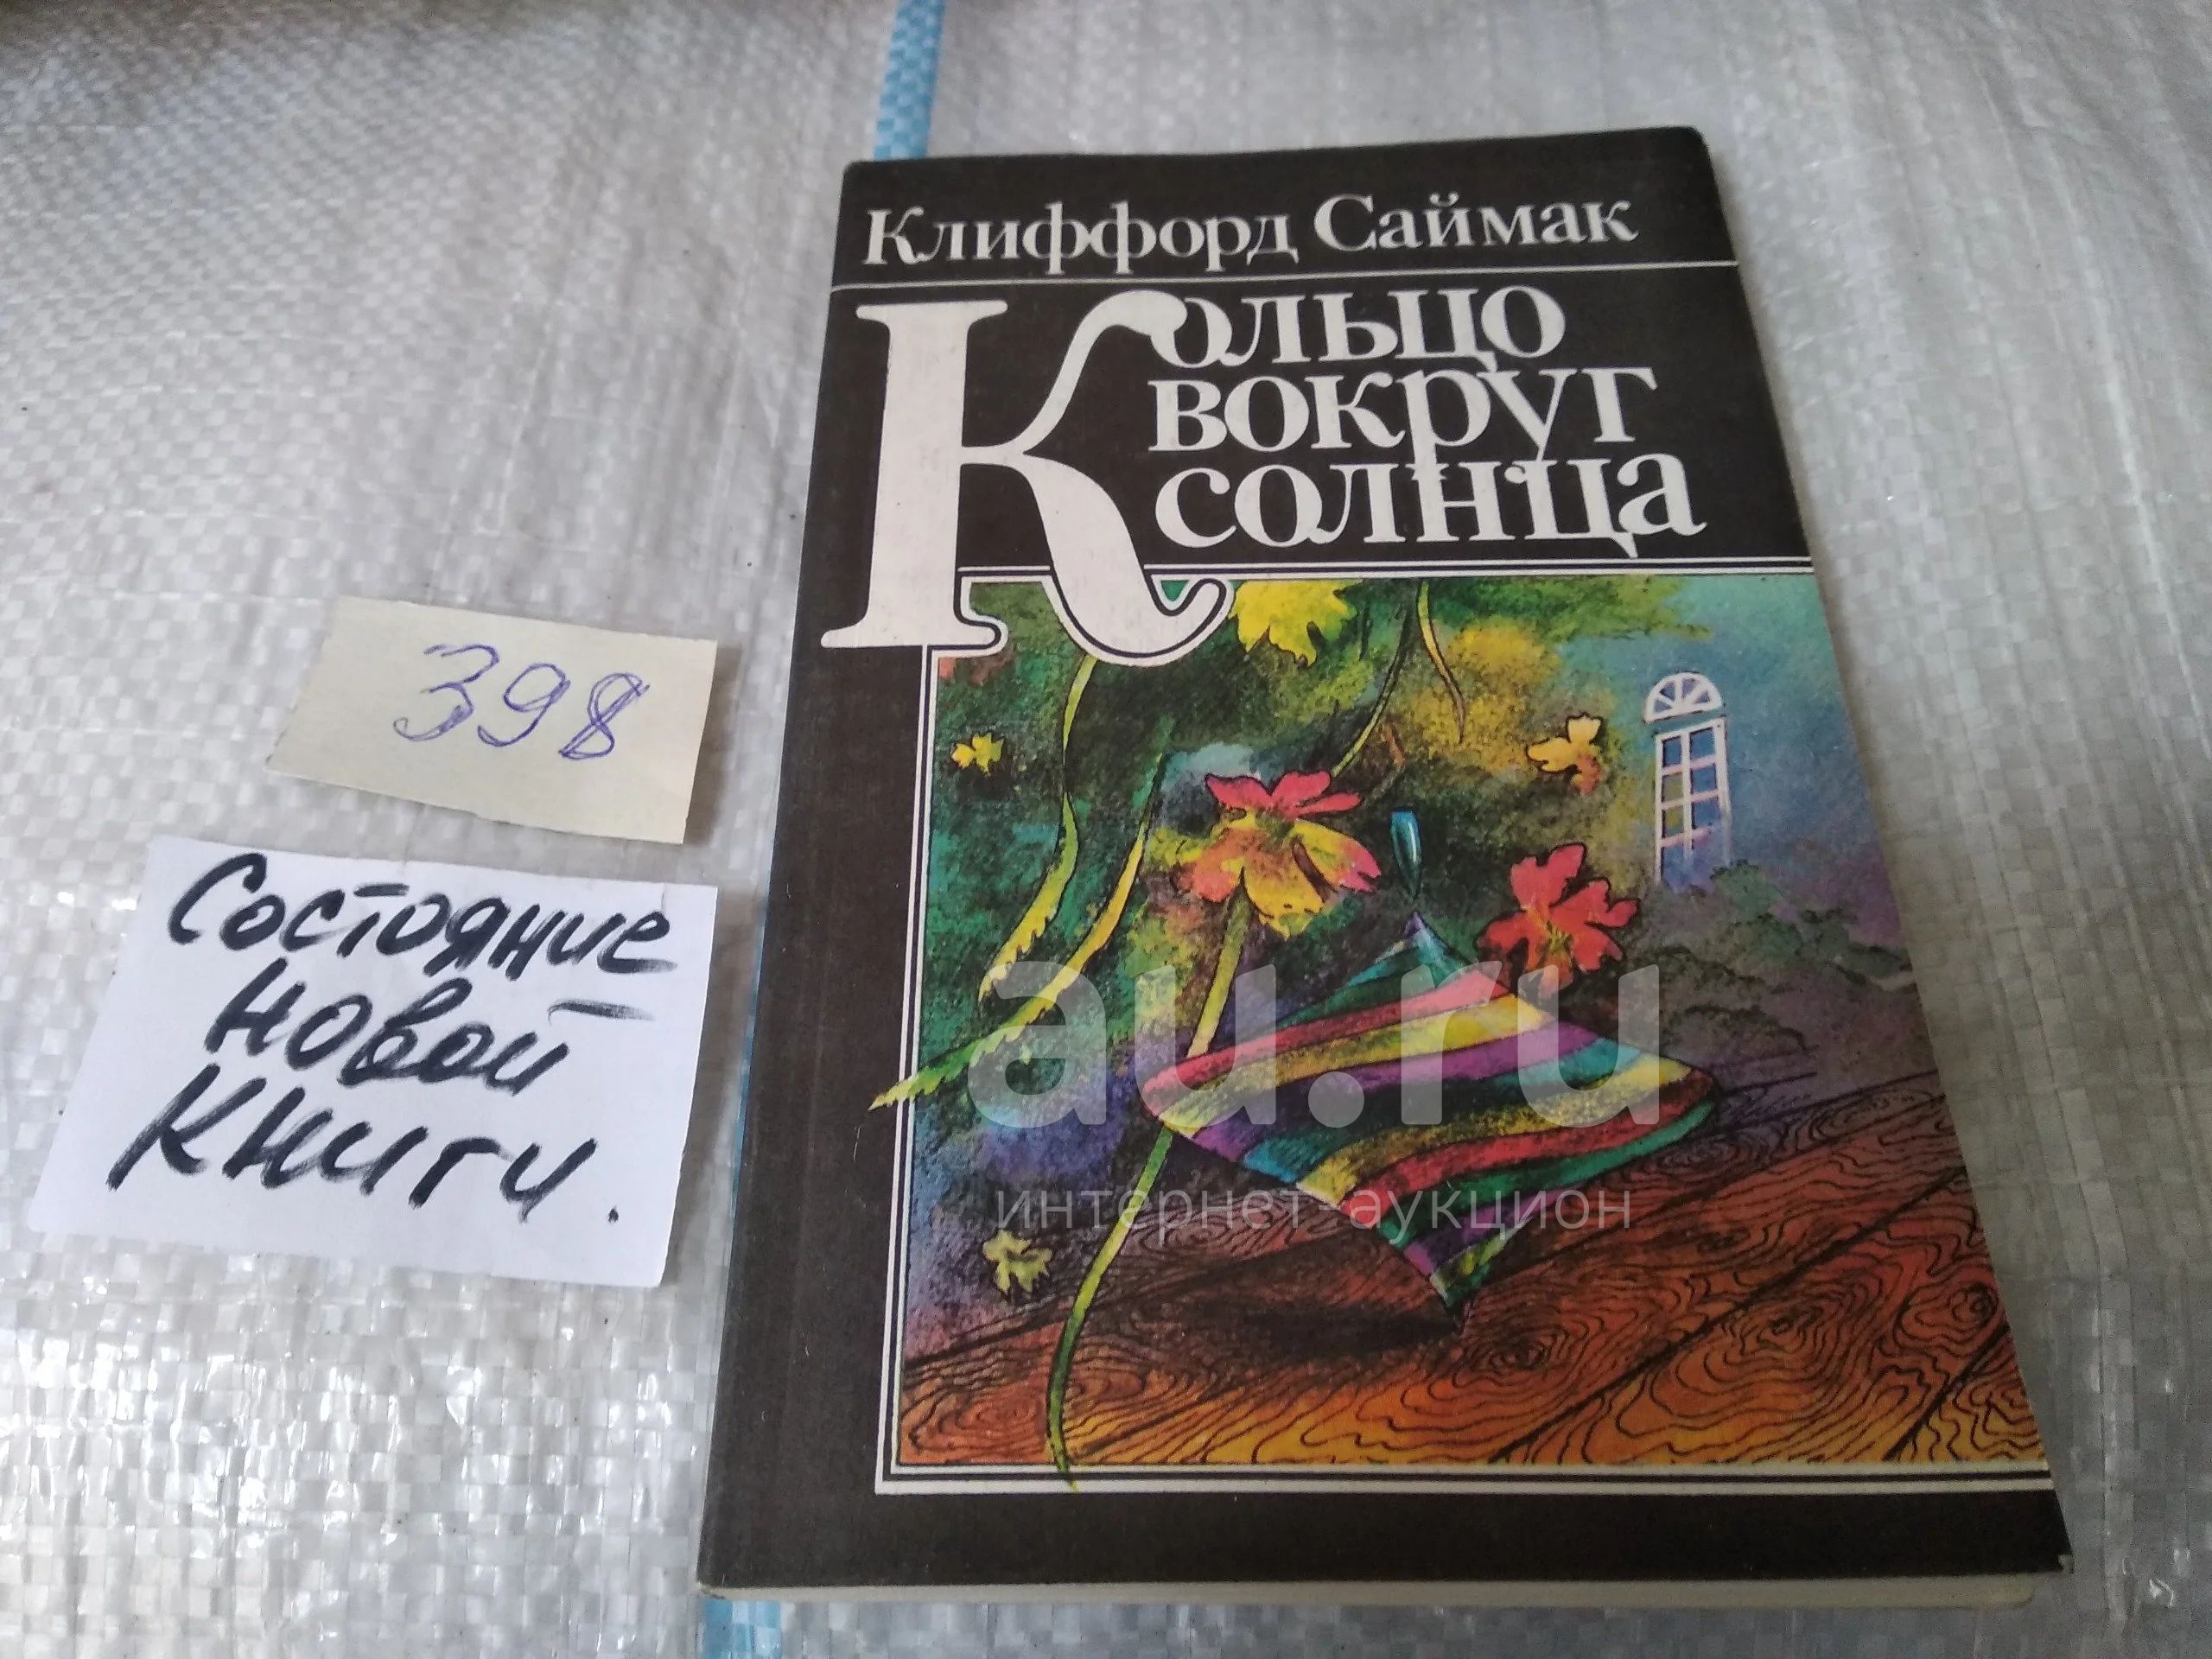 Клиффорд Саймак
Кольцо
вокруг
солнца
398
Состояние
новой
книги.
au.ru
интернет-аукцион